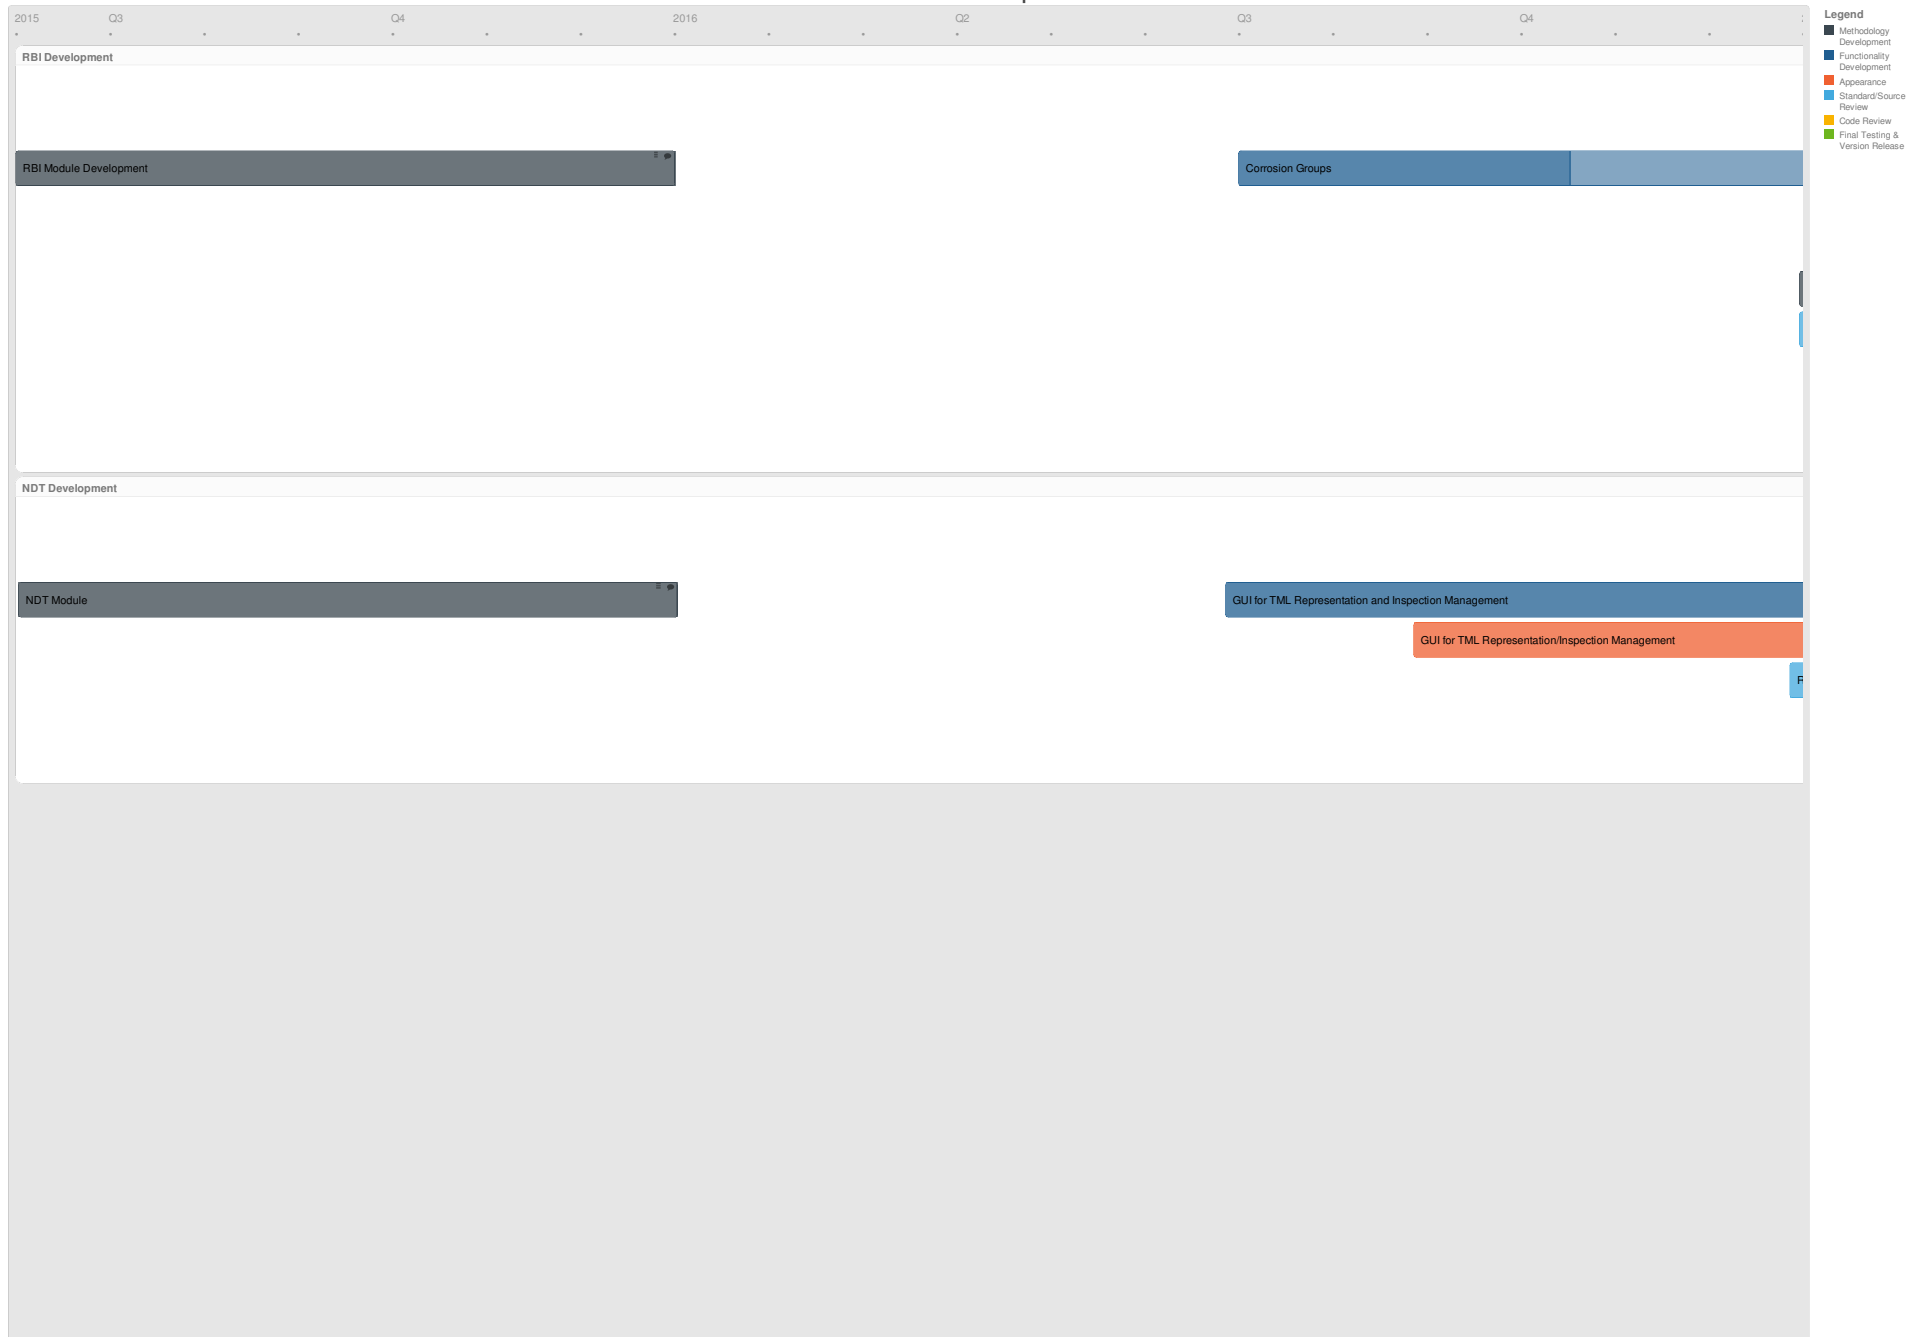 2015 Q3 Q4 2016 Q2 Q3 Q4
Legend
Methodology
Development
Functionality
Development
Appearance
Standard/Source
Review
Code Review
Final Testing &
Version Release
RBI Development
RBI Module Development
Corrosion Groups
NDT Development
NDT Module
GUI for TML Representation and Inspection Management
GUI for TML Representation/Inspection Management